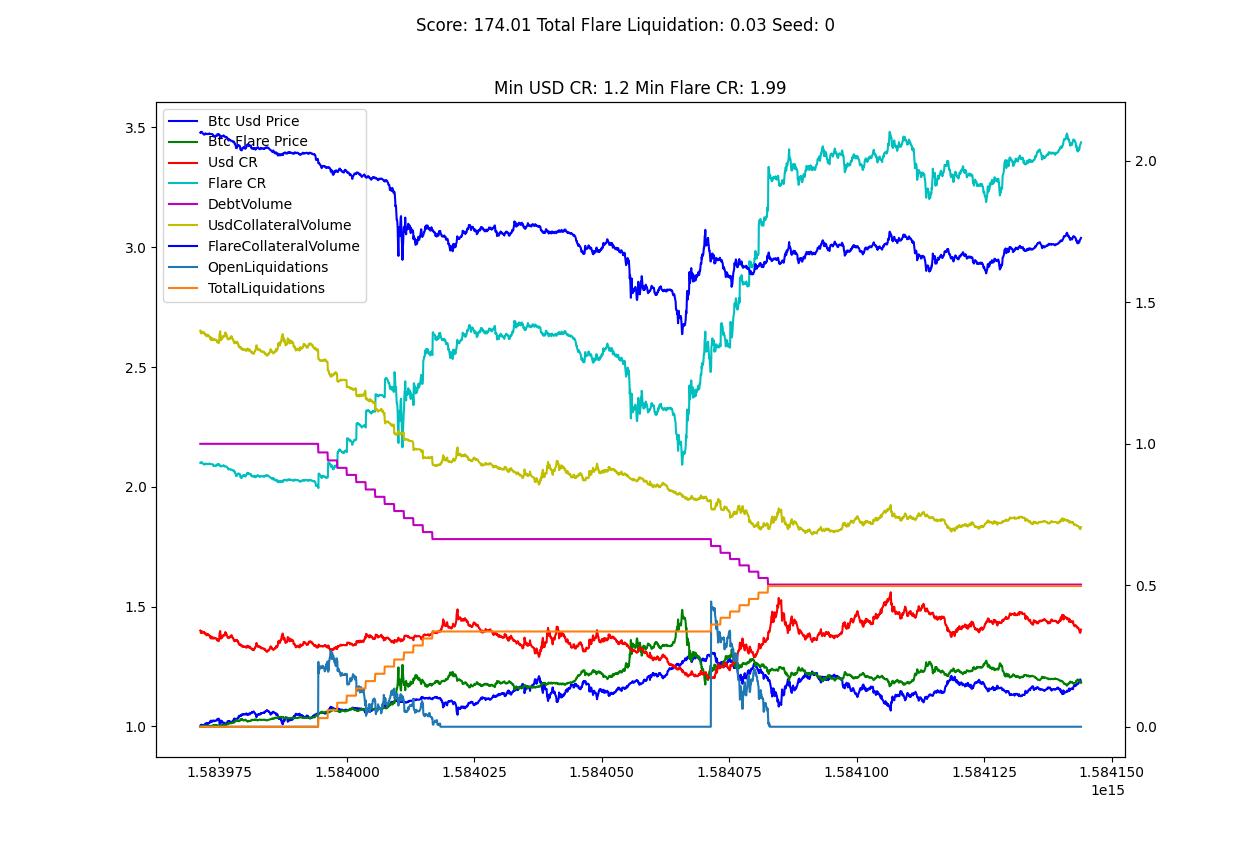 Score: 174.01 Total Flare Liquidation: 0.03 Seed: 0
Min USD CR: 1.2 Min Flare CR: 1.99
Btc Usd Price
Btc Flare Price
Usd CR
Flare CR
DebtVolume
UsdCollateralVolume
FlareCollateralVolume
OpenLiquidations
TotalLiquidations
3.5
3.0
2.5
2.0
1.5
1.0
2.0
1.5
1.0
0.5
0.0
1.583975 1.584000 1.584025 1.584050 1.584075 1.584100 1.584125 1.584150
1e15